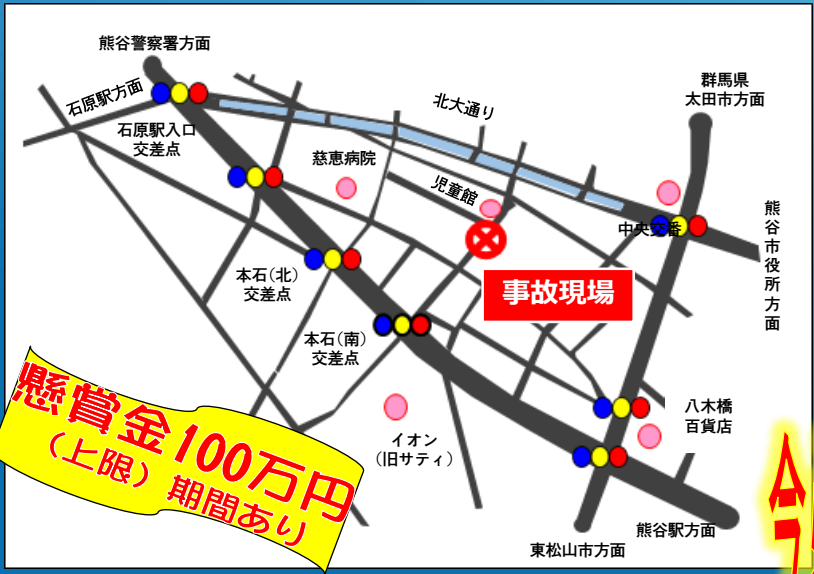 熊谷警察署方面
石原駅方面
石原駅入口
交差点
北大通り
群馬県
太田市方面
慈恵病院
児童館
中央交番
熊谷市役所方面
本石(北)
交差点
事故現場
本石(南)
交差点
懸賞金100万円
(上限)期間あり
イオン
(旧サティ)
八木橋
百貨店
熊谷駅方面
東松山市方面